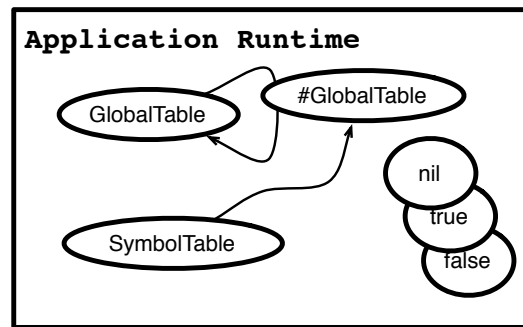 Application Runtime
#GlobalTable
GlobalTable
nil
true
SymbolTable
false